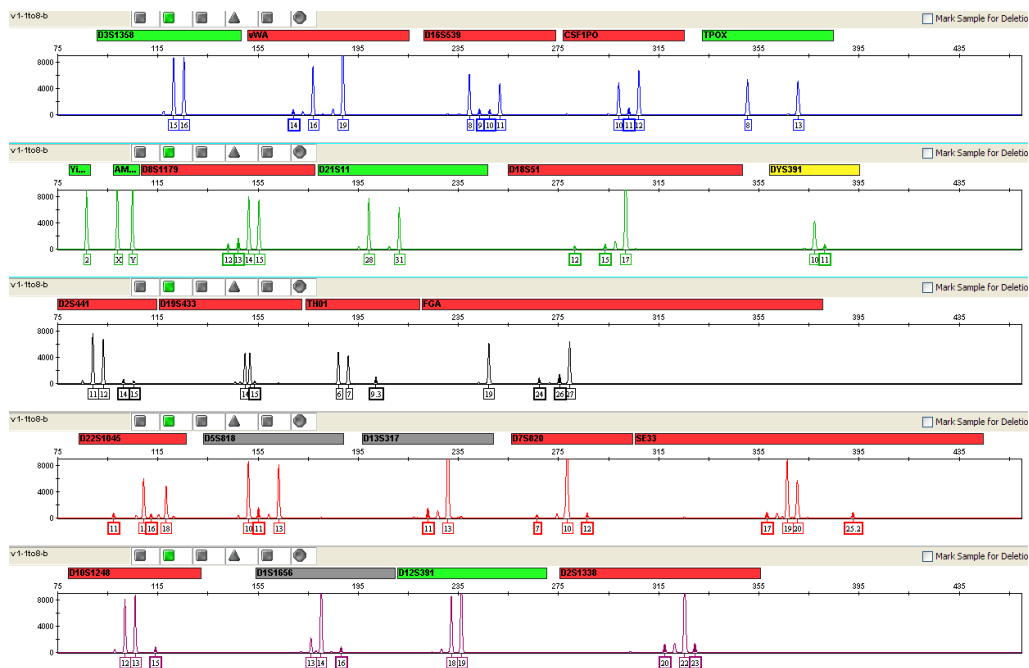 v1-1to8-b Mark Sample for Deletion
D3S1358 vWA D16S539 CSF1PO TPOX
75 115 155 195 235 275 315 355 395 435
8000
4000
0
15 16 14 16 19 8 9 10 11 10 11 12 8 13
v1-1to8-b Mark Sample for Deletion
Yi... AM... D8S1179 D21S11 D18S51 DYS391
75 115 155 195 235 275 315 355 395 435
8000
4000
0
2 X Y 12 13 14 15 28 31 12 15 17 10 11
v1-1to8-b Mark Sample for Deletion
D2S441 D19S433 TH01 FGA
75 115 155 195 235 275 315 355 395 435
8000
4000
0
11 12 14 15 14 15 6 7 9.3 19 24 26 27
v1-1to8-b Mark Sample for Deletion
D22S1045 D5S818 D13S317 D7S820 SE33
75 115 155 195 235 275 315 355 395 435
8000
4000
0
11 16 18 10 11 13 11 13 7 10 12 17 19 20 25.2
v1-1to8-b Mark Sample for Deletion
D10S1248 D1S1656 D12S391 D2S1338
75 115 155 195 235 275 315 355 395 435
8000
4000
0
12 13 15 13 14 16 18 19 20 22 23